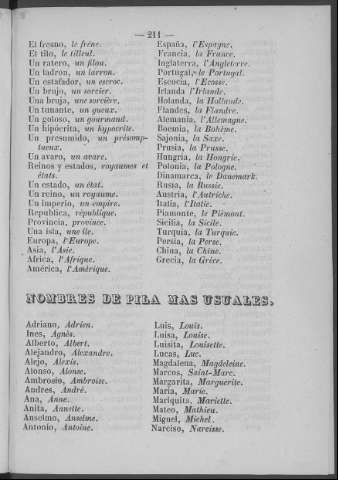 — 211 —
El fresno, le frêne.
El tilo, le tilleul.
Un ratero, un filou.
Un ladron, un larron.
Un estafador, un escroc.
Un brujo, un sorcier.
Una bruja, une sorcière.
Un tunante, un gueux.
Un goloso, un gourmand.
Un hipócrita, un hypocrite.
Un presumido, un présomp-
tueux.
Un avaro, un avare.
Reinos y estados, royaumes et
états.
Un estado, un état.
Un reino, un royaume.
Un imperio, un empire.
Republica, république.
Provincia, province.
Una isla, une île.
Europa, l'Europe.
Asia, l'Asie.
Africa, l'Afrique.
América, l'Amérique.
España, l'Espagne.
Francia, la France.
Inglaterra, l'Angleterre.
Portugal, le Portugal.
Escocia, l'Ecosse.
Irlanda l'Irlande.
Holanda, la Hollande.
Flandes, la Flandre.
Alemania, l'Allemagne.
Boemia, la Bohème.
Sajonia, la Saxe.
Prusia, la Prusse.
Hungria, la Hongrie.
Polonia, la Pologne.
Dinamarca, le Danemark.
Rusia, la Russie.
Austria, l'Autriche.
Italia, l'Italie.
Piamonte, le Piémont.
Sicilia, la Sicile.
Turquia, la Turquie.
Persia, la Perse.
China, la Chine.
Grecia, la Grèce.
NOMBRES DE PILA MAS USUALES.
Adriano, Adrien.
Ines, Agnès.
Alberto, Albert.
Alejandro, Alexandre.
Alejo, Alexis.
Alonso, Alonse.
Ambrosio, Ambroise.
Andres, André.
Ana, Anne.
Anita, Annette.
Anselmo, Anselme.
Antonio, Antoine.
Luis, Louis.
Luisa, Louise.
Luisita, Louisette.
Lucas, Luc.
Magdalena, Magdeleine.
Marcos, Saint-Marc.
Margarita, Marguerite.
Maria, Marie.
Mariquita, Mariette.
Mateo, Mathieu.
Miguel, Michel.
Narciso, Narcisse.